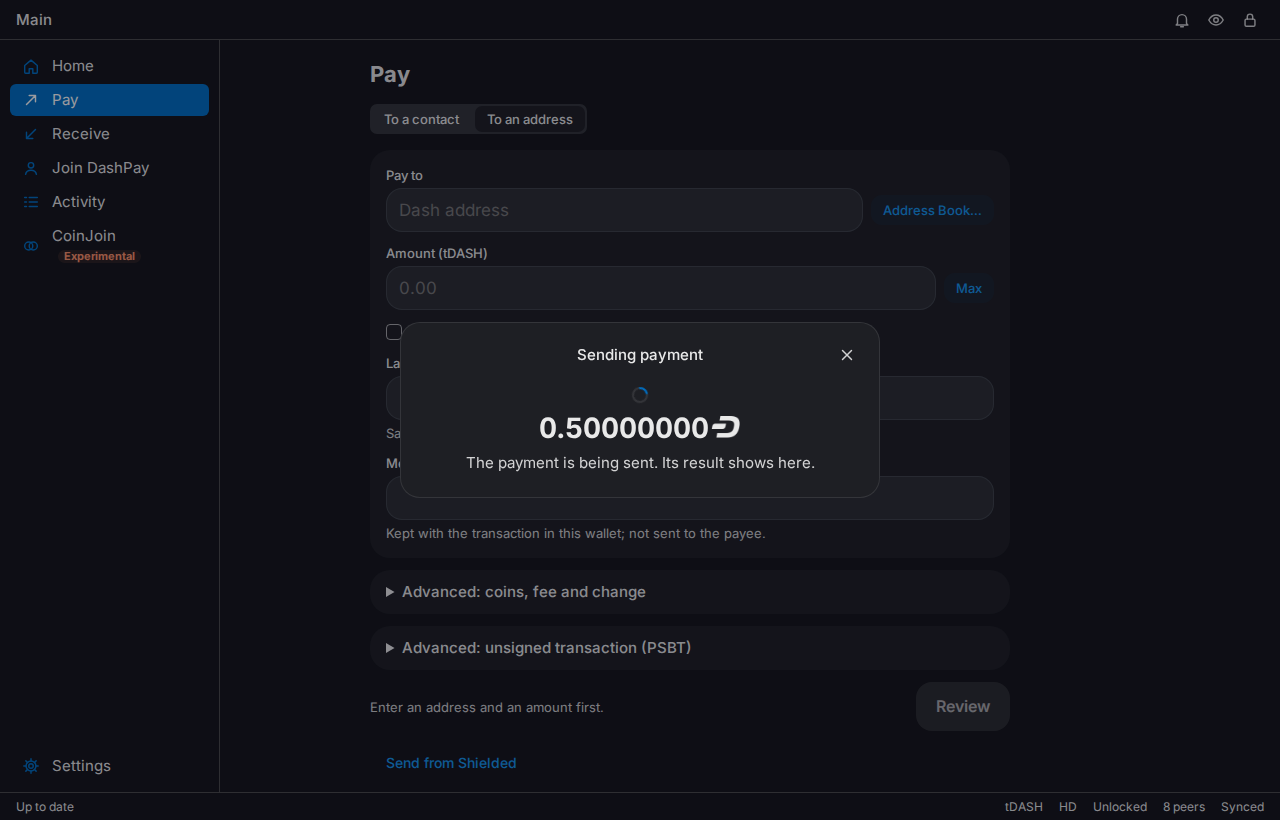 Main
Home
Pay
Receive
Join DashPay
Activity
CoinJoin
Experimental
Settings
Pay
To a contact
To an address
Pay to
Dash address
Address Book...
Amount (tDASH)
0.00
Max
Sending payment
0.50000000
The payment is being sent. Its result shows here.
Kept with the transaction in this wallet; not sent to the payee.
Advanced: coins, fee and change
Advanced: unsigned transaction (PSBT)
Enter an address and an amount first.
Review
Send from Shielded
Up to date
tDASH HD Unlocked 8 peers Synced